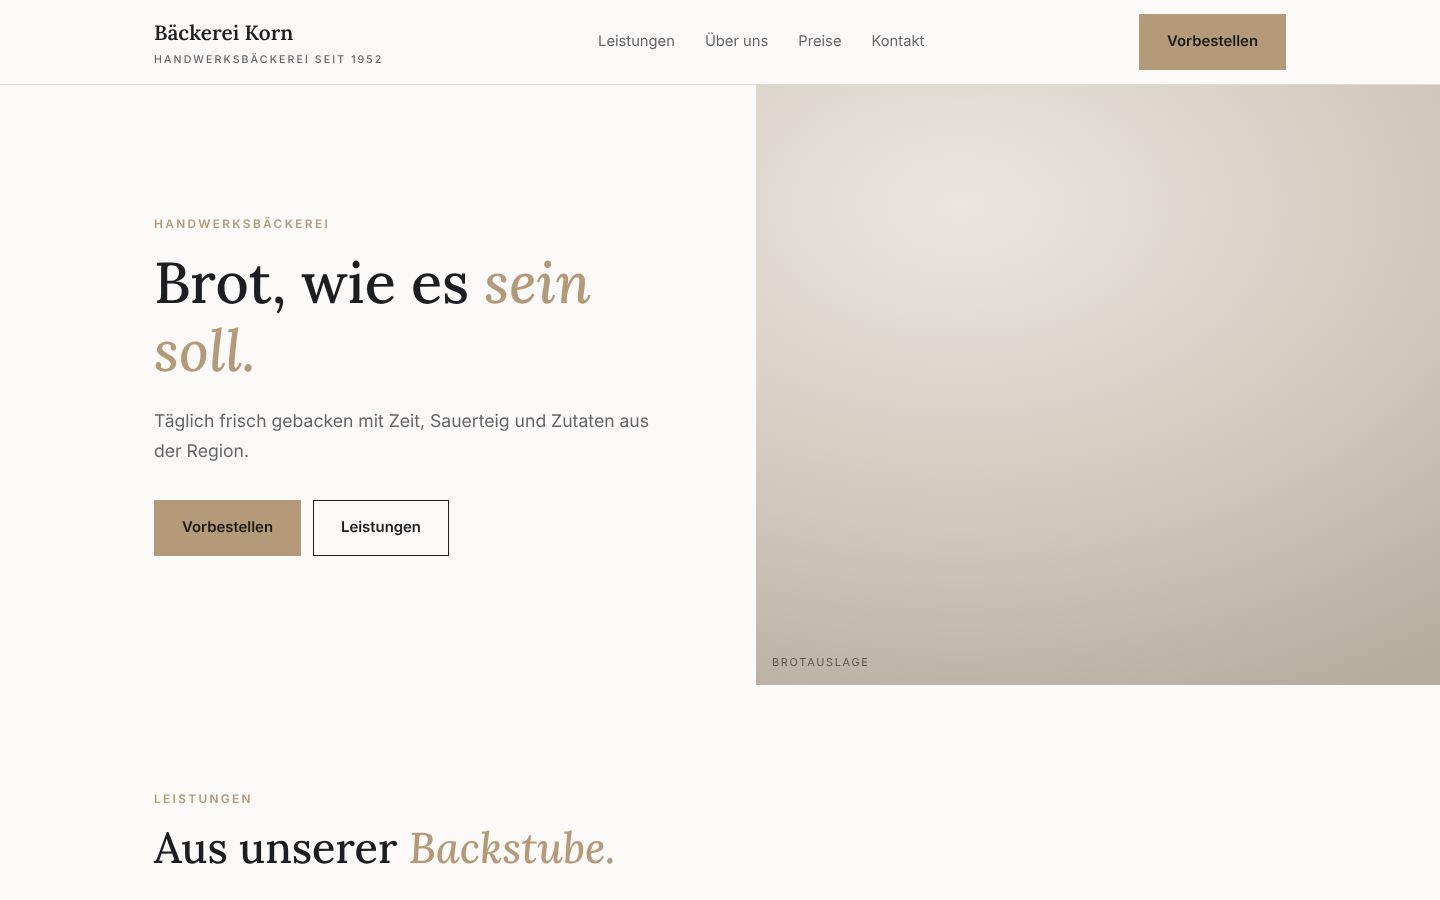 Bäckerei Korn
HANDWERKSBÄCKEREI SEIT 1952
Leistungen
Über uns
Preise
Kontakt
Vorbestellen
HANDWERKSBÄCKEREI
Brot, wie es sein
soll.
Täglich frisch gebacken mit Zeit, Sauerteig und Zutaten aus
der Region.
Vorbestellen
Leistungen
BROTAUSLAGE
LEISTUNGEN
Aus unserer Backstube.